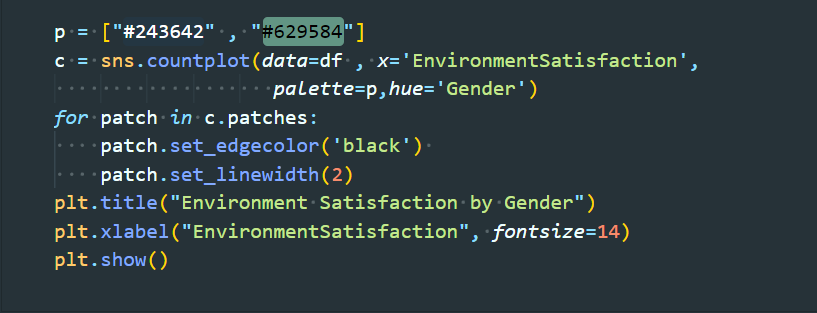 p = ["#243642" , "#629584"]
c = sns.countplot(data=df , x='EnvironmentSatisfaction',
                   palette=p,hue='Gender')
for patch in c.patches:
    patch.set_edgecolor('black') 
    patch.set_linewidth(2)
plt.title("Environment Satisfaction by Gender")
plt.xlabel("EnvironmentSatisfaction", fontsize=14)
plt.show()